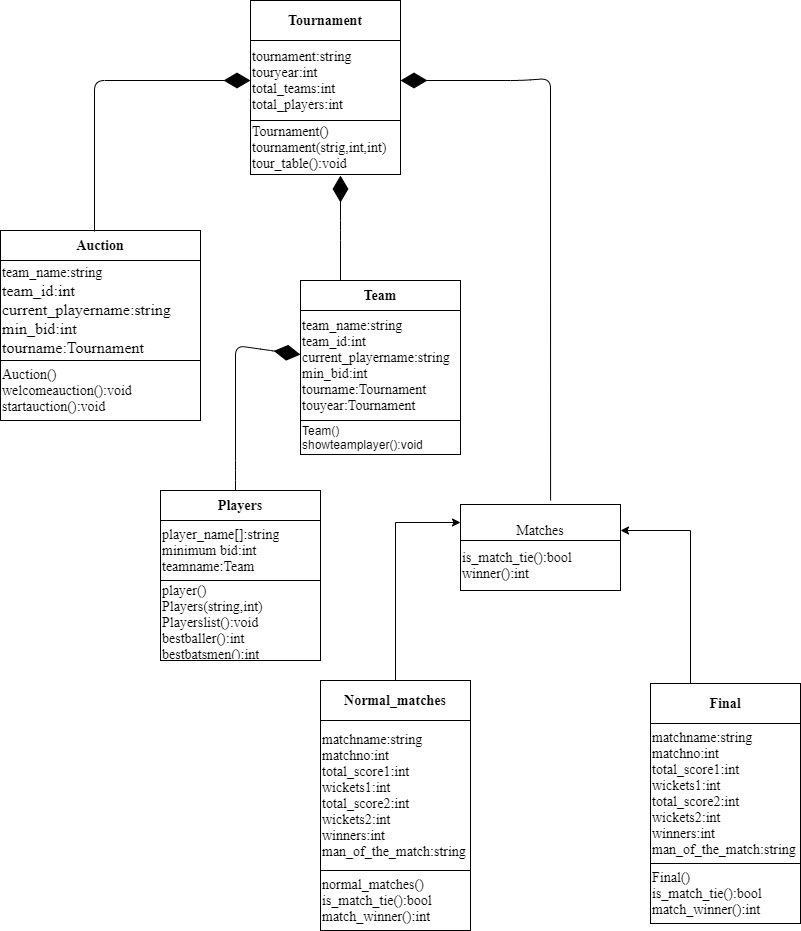 Tournament
tournament:string
touryear:int
total_teams:int
total_players:int
Tournament()
tournament(strig,int,int)
tour_table():void
Auction
team_name:string
team_id:int
current_playername:string
min_bid:int
tourname:Tournament
Auction()
welcomeauction():void
startauction():void
Team
team_name:string
team_id:int
current_playername:string
min_bid:int
tourname:Tournament
touyear:Tournament
Team()
showteamplayer():void
Players
player_name[]:string
minimum bid:int
teamname:Team
player()
Players(string,int)
Playerslist():void
bestballer():int
bestbatsmen():int
Matches
is_match_tie():bool
winner():int
Normal_matches
matchname:string
matchno:int
total_score1:int
wickets1:int
total_score2:int
wickets2:int
winners:int
man_of_the_match:string
normal_matches()
is_match_tie():bool
match_winner():int
Final
matchname:string
matchno:int
total_score1:int
wickets1:int
total_score2:int
wickets2:int
winners:int
man_of_the_match:string
Final()
is_match_tie():bool
match_winner():int